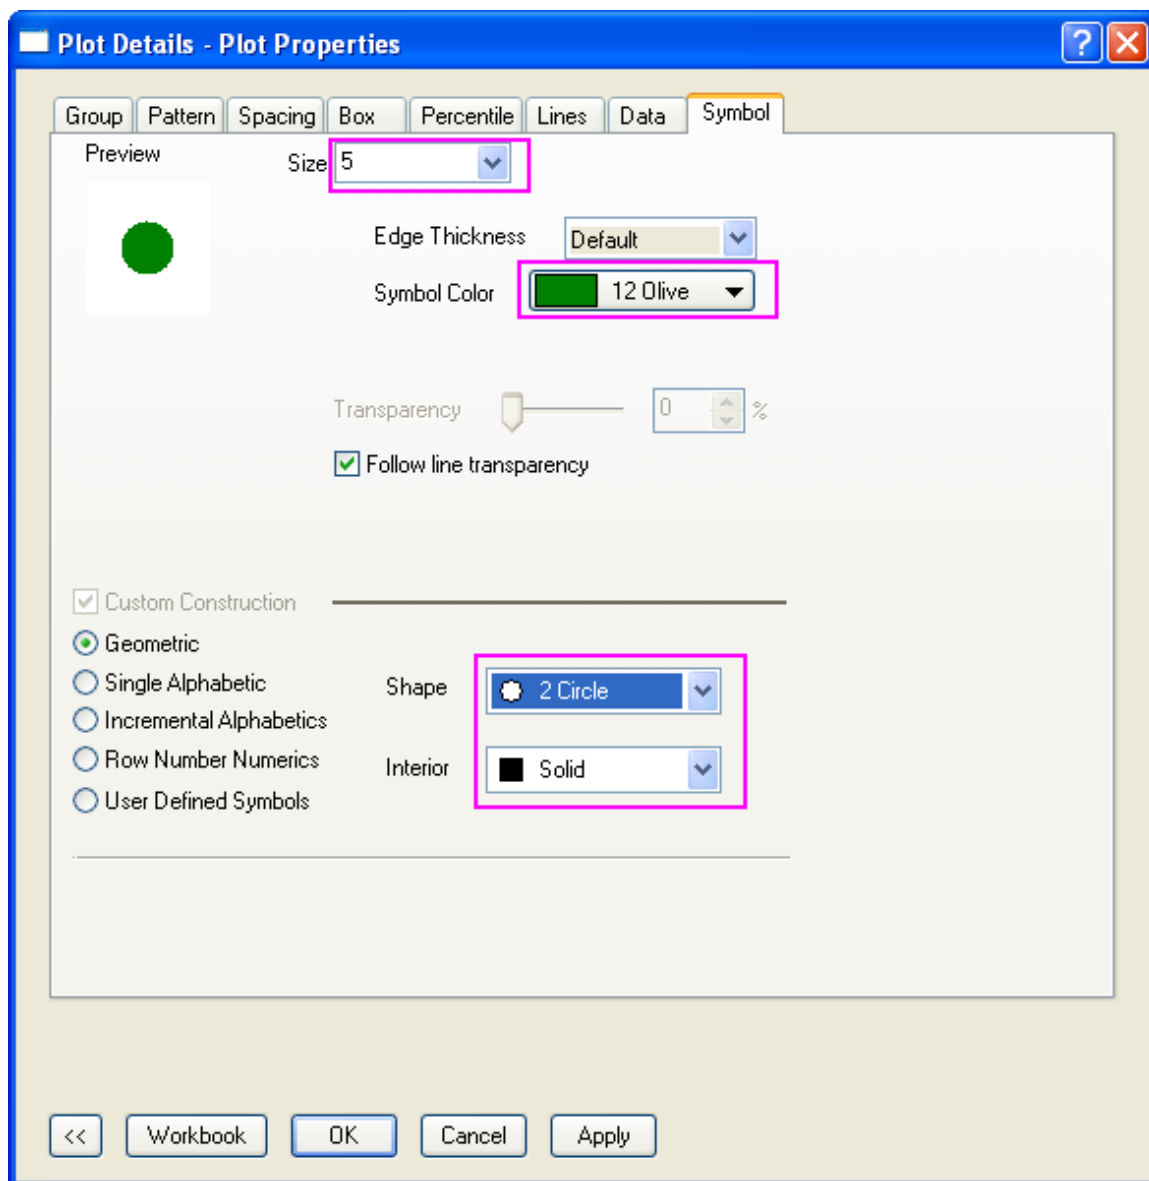 Plot Details - Plot Properties
?
Group Pattern Spacing Box Percentile Lines Data Symbol
Preview
Size 5
Edge Thickness Default
Symbol Color 12 Olive
Transparency 0 %
Follow line transparency
Custom Construction
Geometric
Single Alphabetic
Shape 2 Circle
Incremental Alphabetics
Row Number Numerics
Interior Solid
User Defined Symbols
<< Workbook OK Cancel Apply